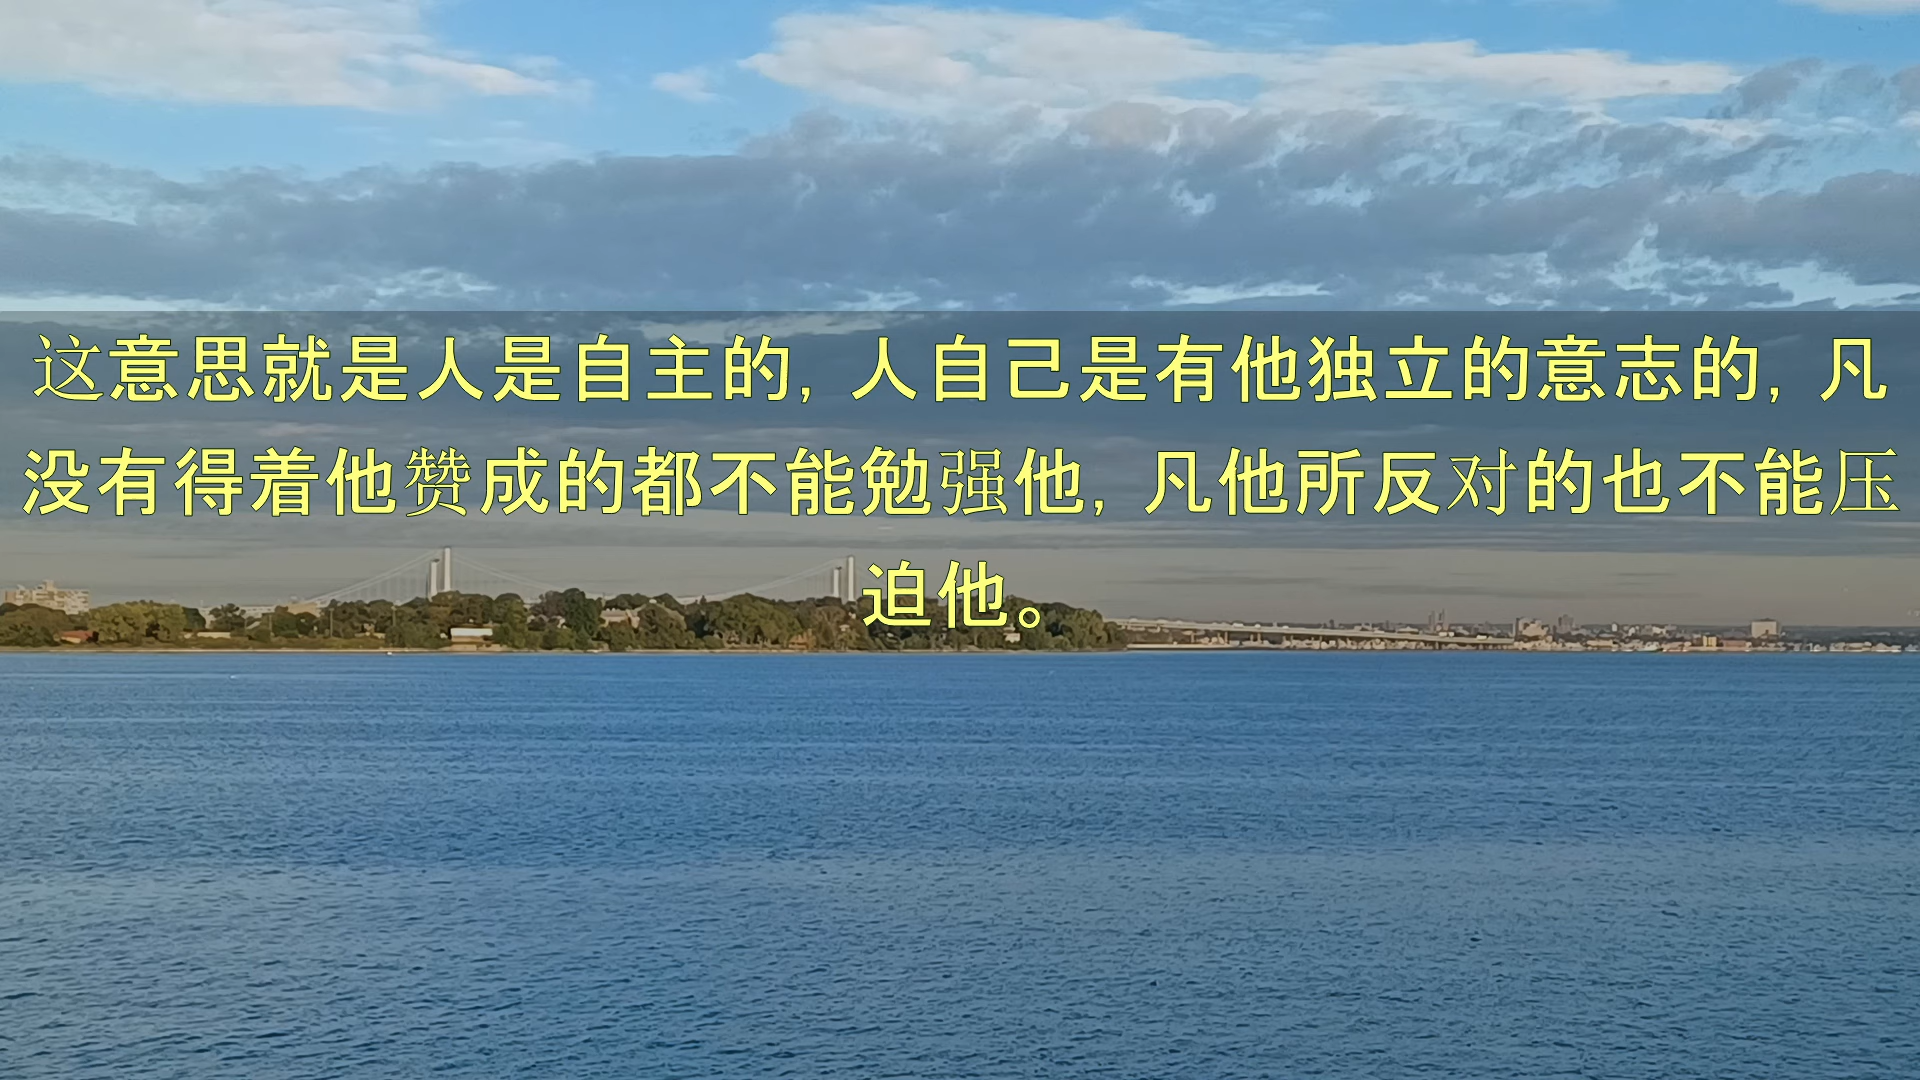 这意思就是人是自主的, 人自己是有他独立的意志的, 凡
没有得着他赞成的都不能勉强他, 凡他所反对的也不能压
迫他。